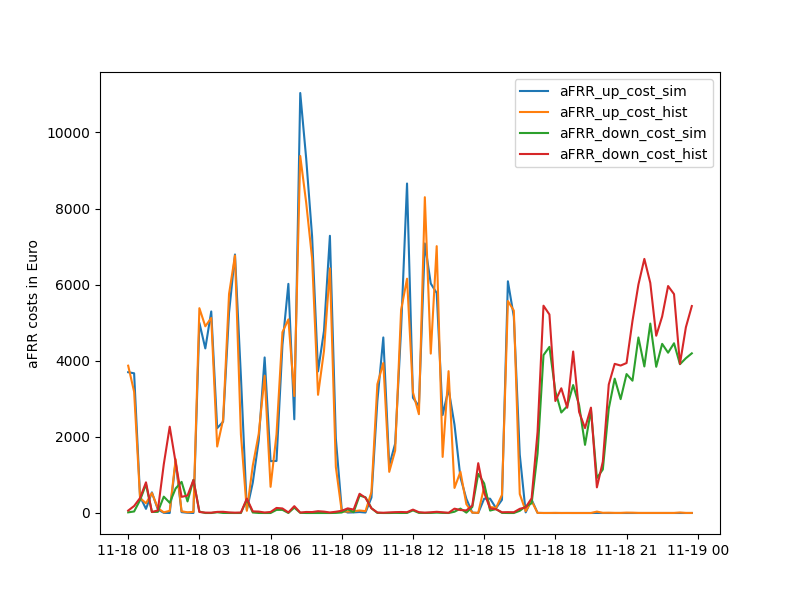 aFRR_up_cost_sim
aFRR_up_cost_hist
aFRR_down_cost_sim
aFRR_down_cost_hist
aFRR costs in Euro
10000
8000
6000
4000
2000
0
11-18 00 11-18 03 11-18 06 11-18 09 11-18 12 11-18 15 11-18 18 11-18 21 11-19 00